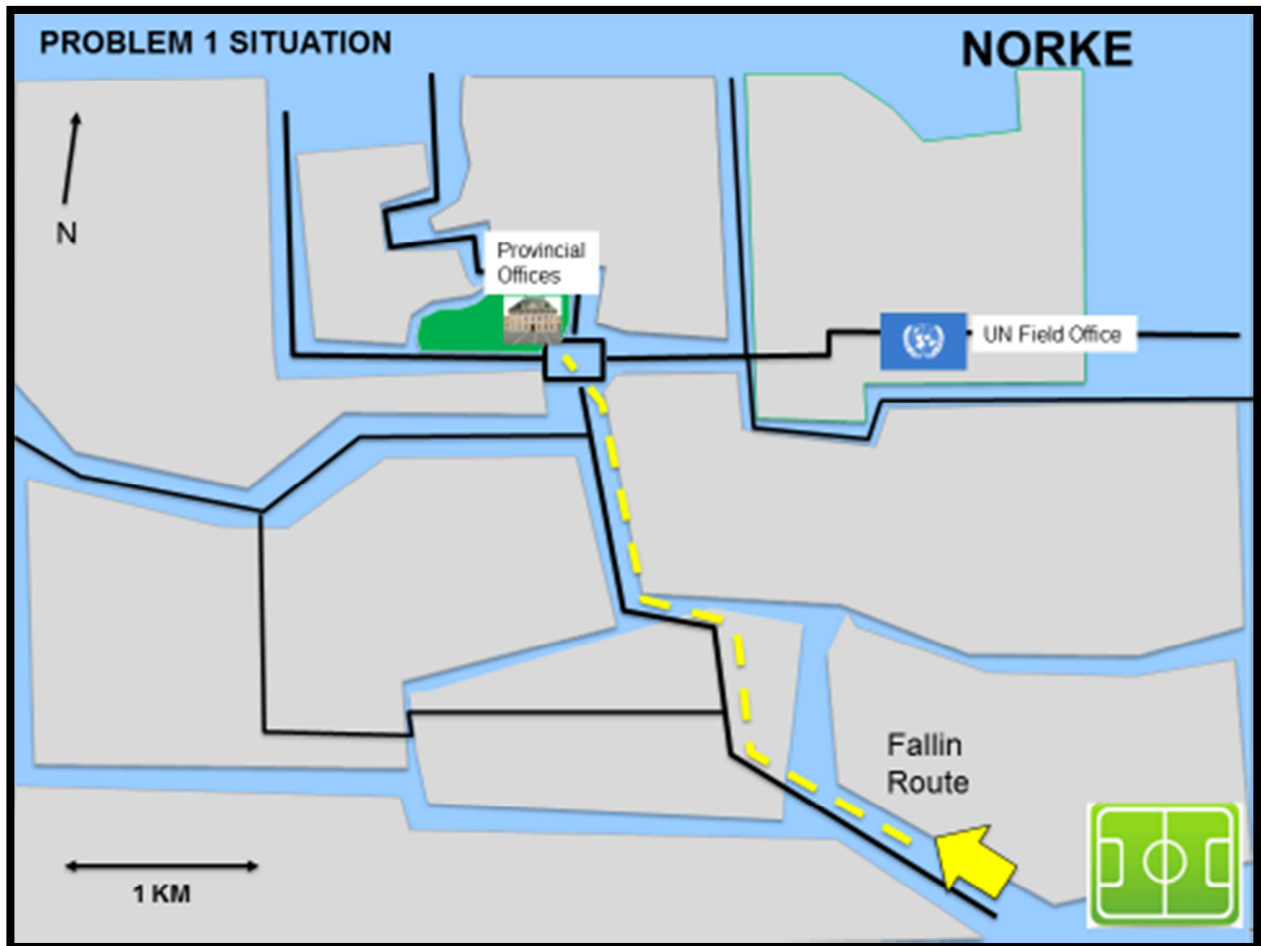 PROBLEM 1 SITUATION
NORKE
N
Provincial
Offices
UN Field Office
Fallin
Route
1 KM